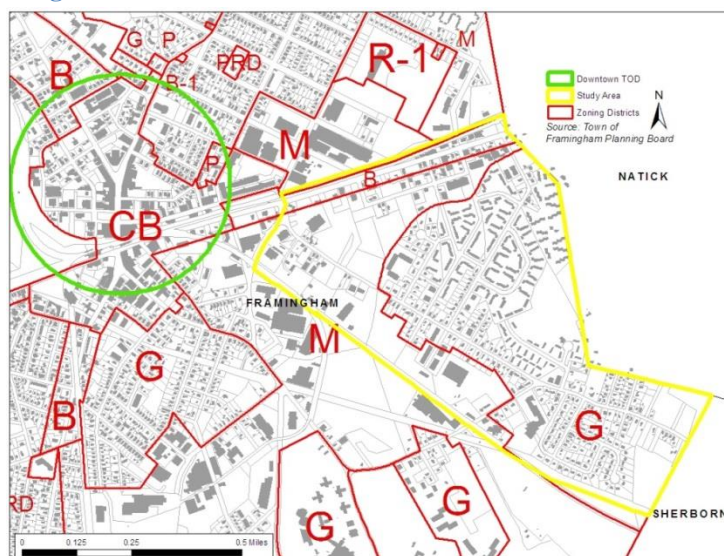 G
P
M
B
PRD
R-1
B-1
Downtown TOD
Study Area
Zoning Districts
Source: Town of
Framingham Planning Board
N
M
P
B
NATICK
CB
FRAMINGHAM
M
G
B
G
G
G
RD
SHERBORN
0 0.125 0.25 0.5 Miles